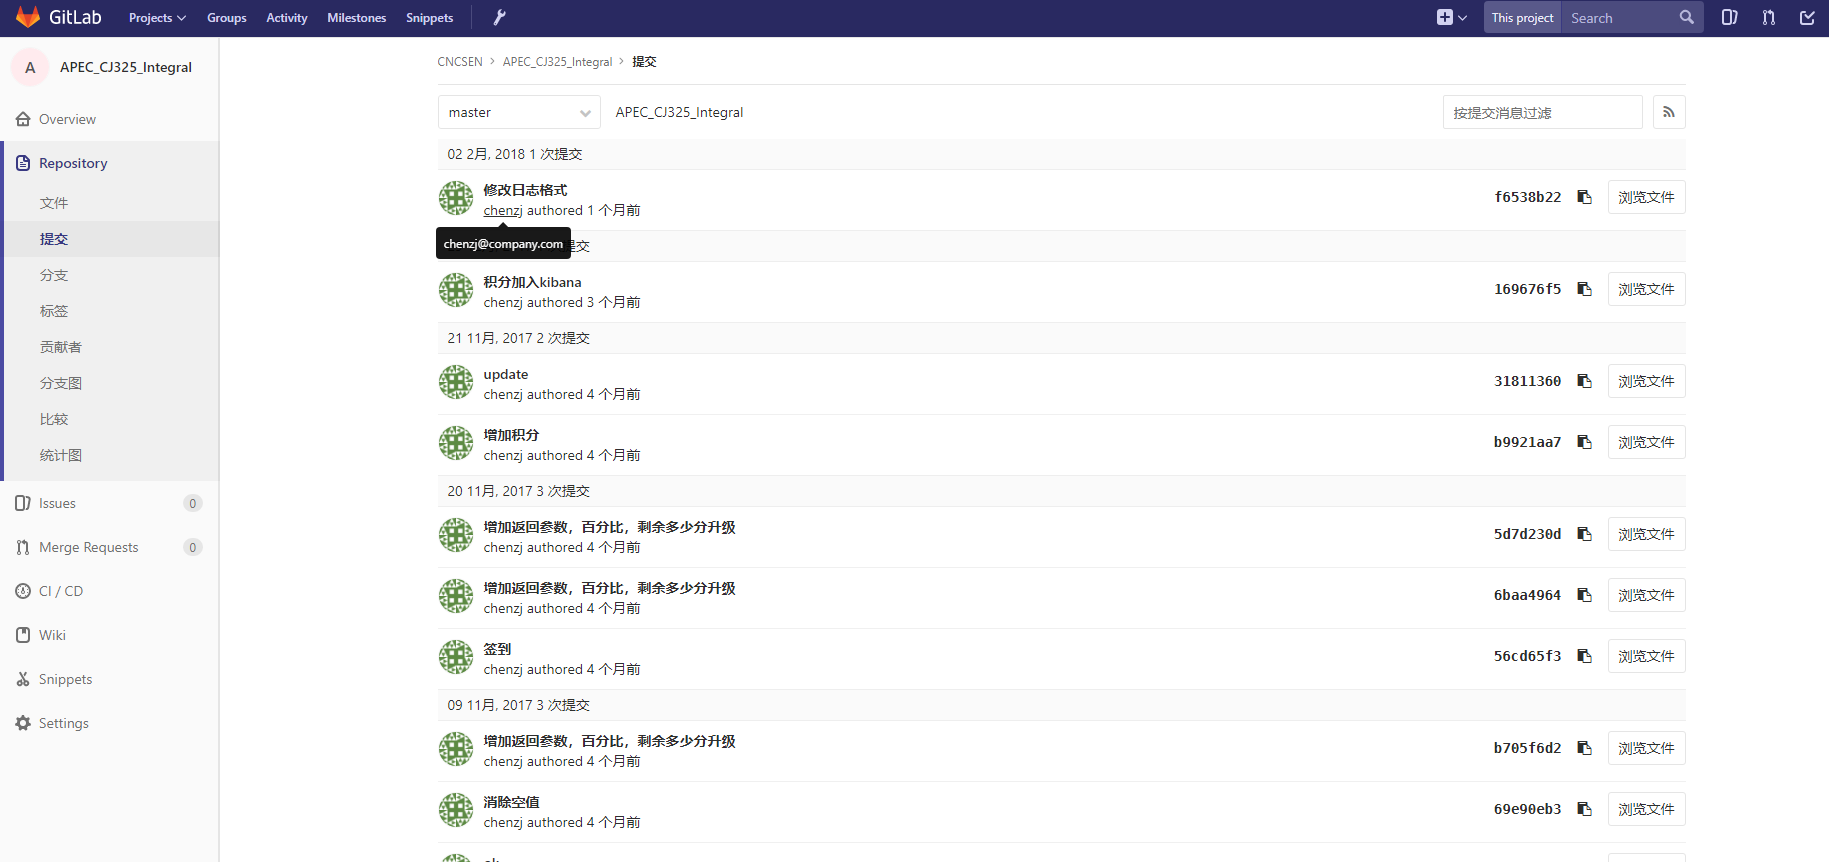 GitLab Projects Groups Activity Milestones Snippets This project Search
A APEC_CJ325_Integral
Overview
Repository
文件
提交
分支
标签
贡献者
分支图
比较
统计图
Issues 0
Merge Requests 0
CI / CD
Wiki
Snippets
Settings
CNCSEN > APEC_CJ325_Integral > 提交
master APEC_CJ325_Integral 按提交消息过滤
02 2月, 2018 1 次提交
修改日志格式
chenzj authored 1 个月前
f6538b22 浏览文件
chenzj@company.com 提交
积分加入kibana
chenzj authored 3 个月前
169676f5 浏览文件
21 11月, 2017 2 次提交
update
chenzj authored 4 个月前
31811360 浏览文件
增加积分
chenzj authored 4 个月前
b9921aa7 浏览文件
20 11月, 2017 3 次提交
增加返回参数，百分比，剩余多少分升级
chenzj authored 4 个月前
5d7d230d 浏览文件
增加返回参数，百分比，剩余多少分升级
chenzj authored 4 个月前
6baa4964 浏览文件
签到
chenzj authored 4 个月前
56cd65f3 浏览文件
09 11月, 2017 3 次提交
增加返回参数，百分比，剩余多少分升级
chenzj authored 4 个月前
b705f6d2 浏览文件
消除空值
chenzj authored 4 个月前
69e90eb3 浏览文件